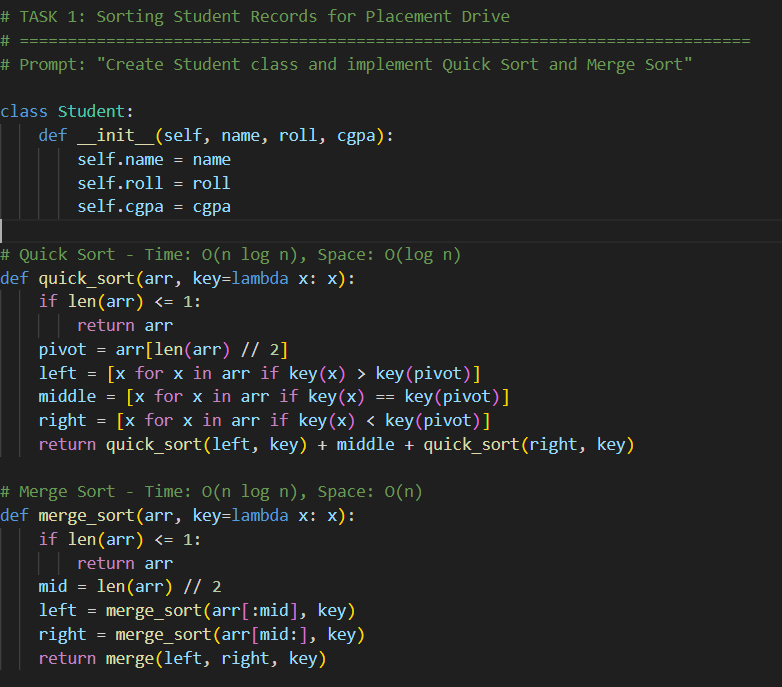 # TASK 1: Sorting Student Records for Placement Drive
# ============================================================================
# Prompt: "Create Student class and implement Quick Sort and Merge Sort"
class Student:
    def __init__(self, name, roll, cgpa):
        self.name = name
        self.roll = roll
        self.cgpa = cgpa
# Quick Sort - Time: O(n log n), Space: O(log n)
def quick_sort(arr, key=lambda x: x):
    if len(arr) <= 1:
        return arr
    pivot = arr[len(arr) // 2]
    left = [x for x in arr if key(x) > key(pivot)]
    middle = [x for x in arr if key(x) == key(pivot)]
    right = [x for x in arr if key(x) < key(pivot)]
    return quick_sort(left, key) + middle + quick_sort(right, key)
# Merge Sort - Time: O(n log n), Space: O(n)
def merge_sort(arr, key=lambda x: x):
    if len(arr) <= 1:
        return arr
    mid = len(arr) // 2
    left = merge_sort(arr[:mid], key)
    right = merge_sort(arr[mid:], key)
    return merge(left, right, key)